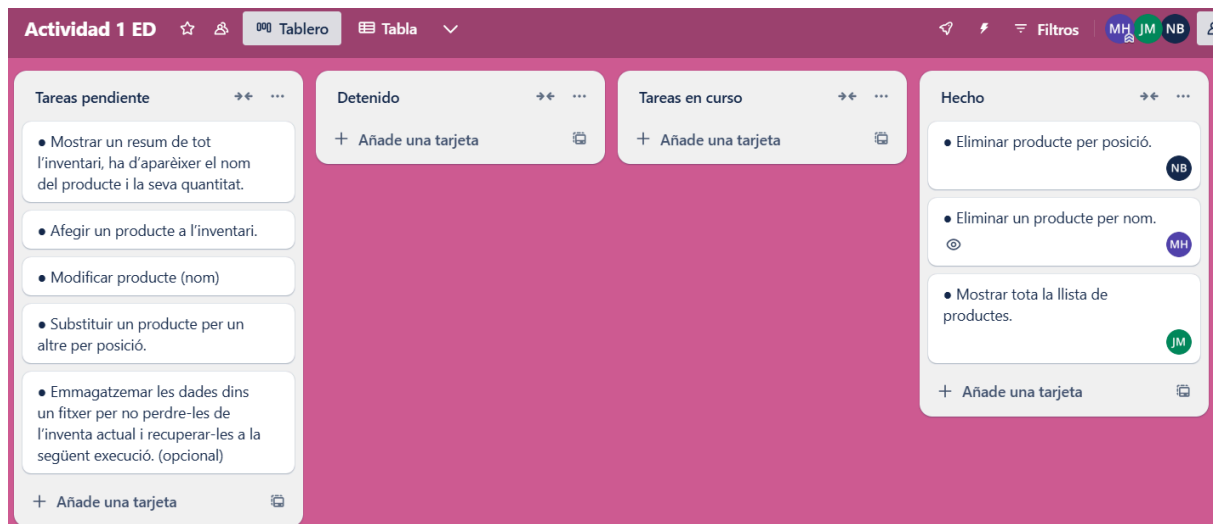 Actividad 1 ED
Tablero
Tabla
Filtros
MH
JM
NB
Tareas pendiente
● Mostrar un resum de tot
l'inventari, ha d'aparèixer el nom
del producte i la seva quantitat.
● Afegir un producte a l'inventari.
● Modificar producte (nom)
● Substituir un producte per un
altre per posició.
● Emmagatzemar les dades dins
un fitxer per no perdre-les de
l'inventa actual i recuperar-les a la
següent execució. (opcional)
+ Añade una tarjeta
Detenido
+ Añade una tarjeta
Tareas en curso
+ Añade una tarjeta
Hecho
● Eliminar producte per posició.
NB
● Eliminar un producte per nom.
MH
● Mostrar tota la llista de
productes.
JM
+ Añade una tarjeta